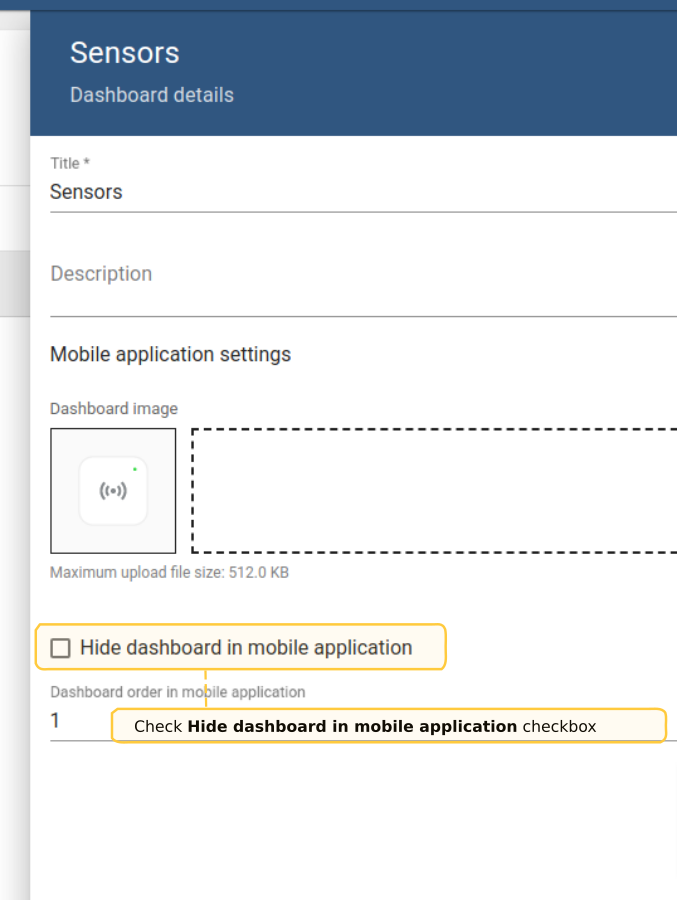 Sensors
Dashboard details
Title *
Sensors
Description
Mobile application settings
Dashboard image
Maximum upload file size: 512.0 KB
Hide dashboard in mobile application
Dashboard order in mobile application
1
Check Hide dashboard in mobile application checkbox